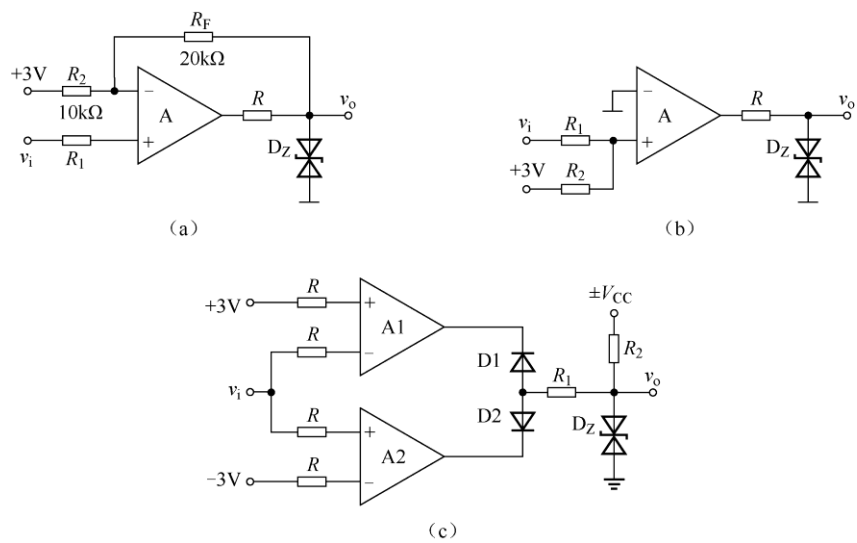 R_F
20kΩ
+3V R_2
10kΩ
− A +
R
v_o
v_i R_1
D_Z
(a)
− A +
R
v_o
v_i R_1
+3V R_2
D_Z
(b)
+3V R
+ A1 −
R
v_i
R
+ A2 −
−3V R
D1
D2
R_1
±V_CC
R_2
v_o
D_Z
(c)